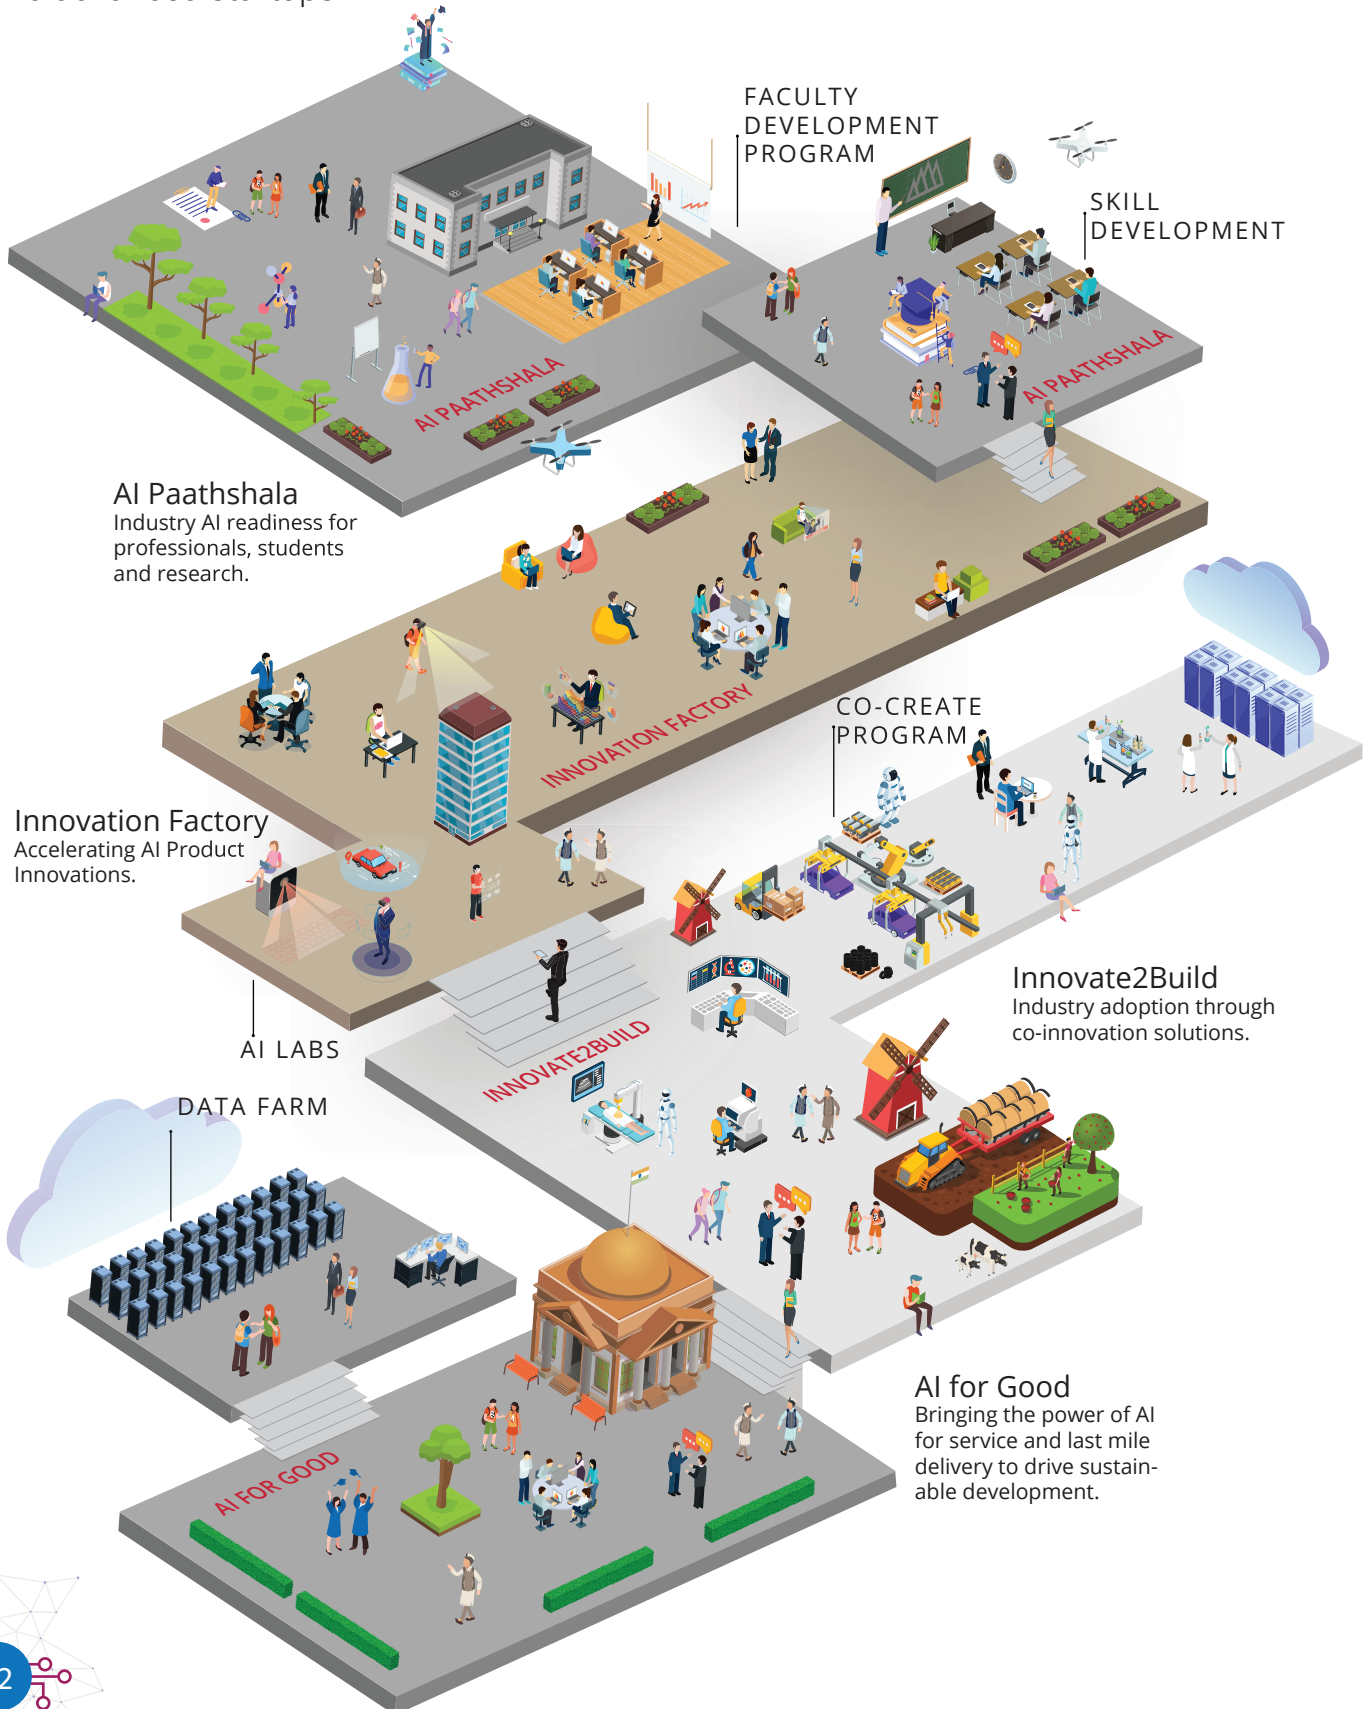 FACULTY
DEVELOPMENT
PROGRAM
SKILL
DEVELOPMENT
AI PAATHSHALA
AI PAATHSHALA
AI Paathshala
Industry AI readiness for
professionals, students
and research.
INNOVATION FACTORY
CO-CREATE
PROGRAM
Innovation Factory
Accelerating AI Product
Innovations.
Innovate2Build
Industry adoption through
co-innovation solutions.
INNOVATE2BUILD
AI LABS
DATA FARM
AI for Good
Bringing the power of AI
for service and last mile
delivery to drive sustain-
able development.
AI FOR GOOD
2